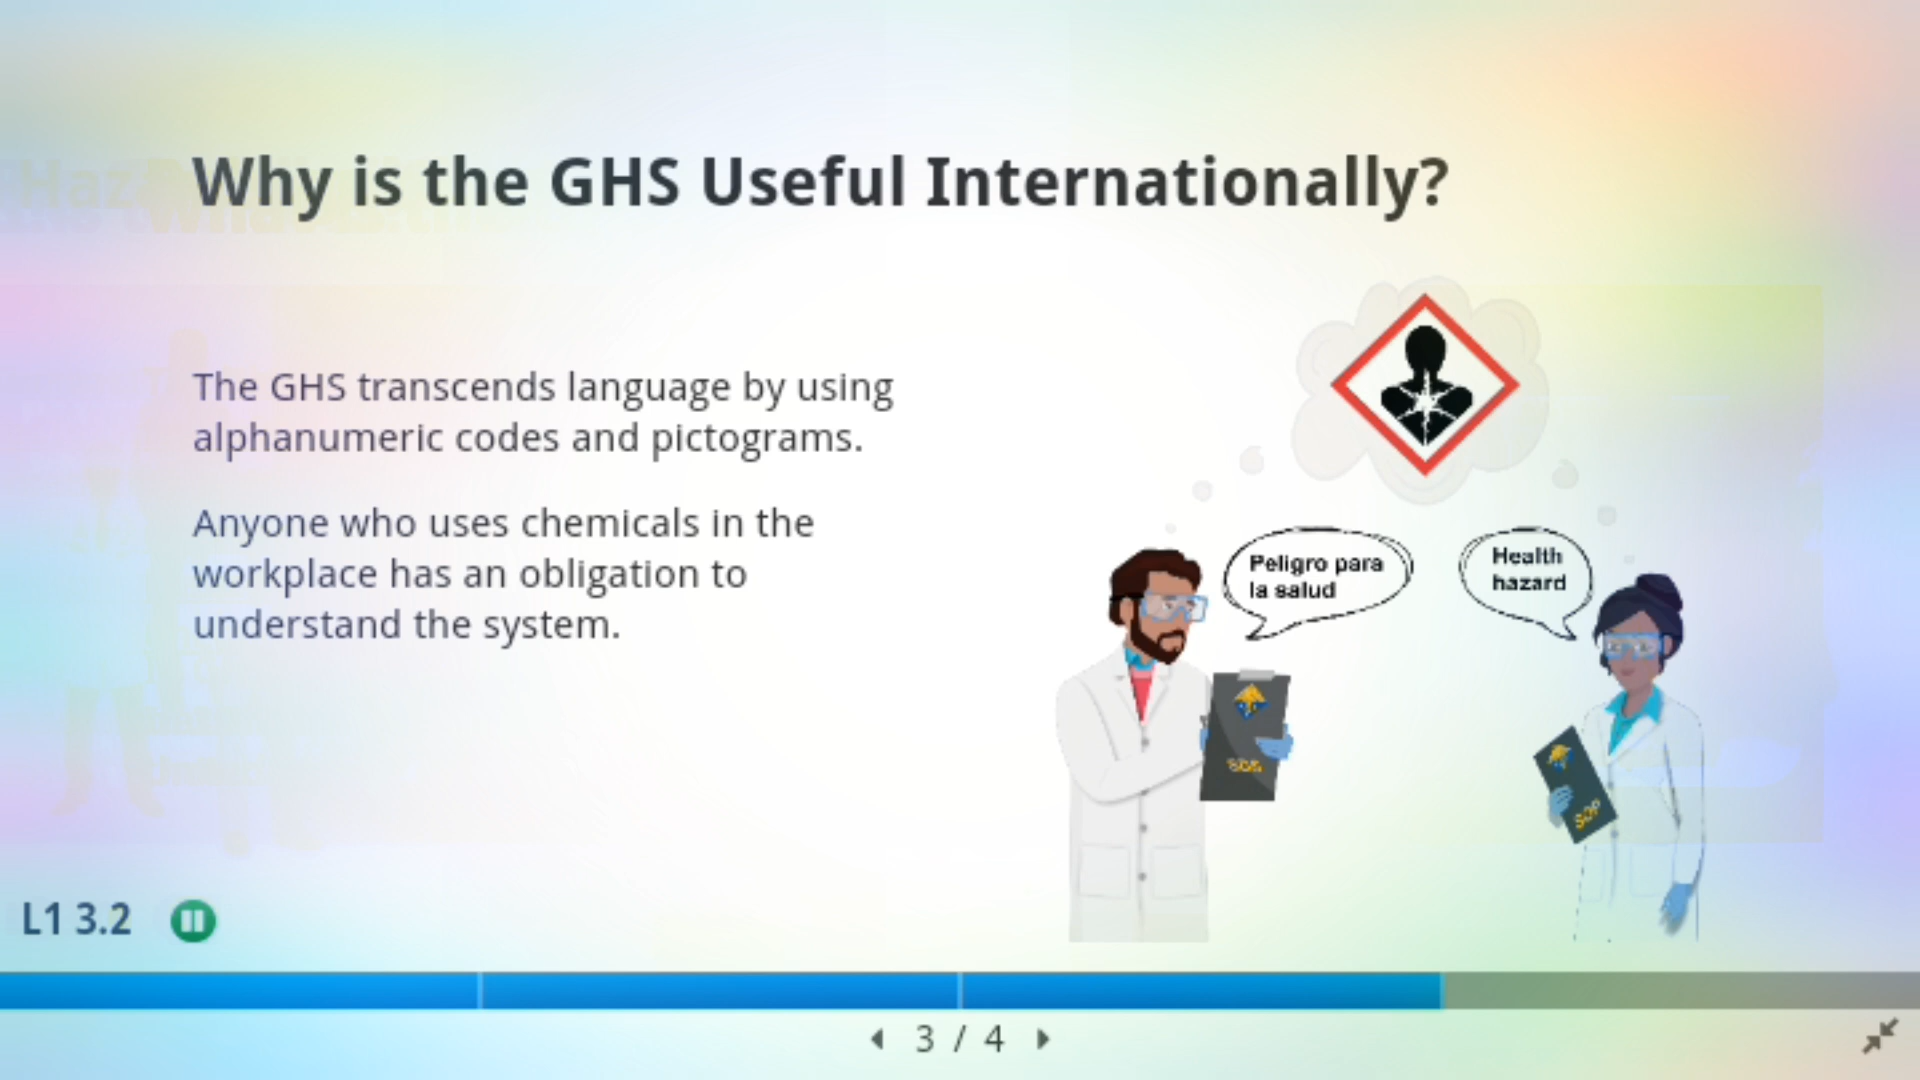 Why is the GHS Useful Internationally?
The GHS transcends language by using
alphanumeric codes and pictograms.
Anyone who uses chemicals in the
workplace has an obligation to
understand the system.
Peligro para
la salud
Health
hazard
SDS
SOP
L1 3.2
3 / 4